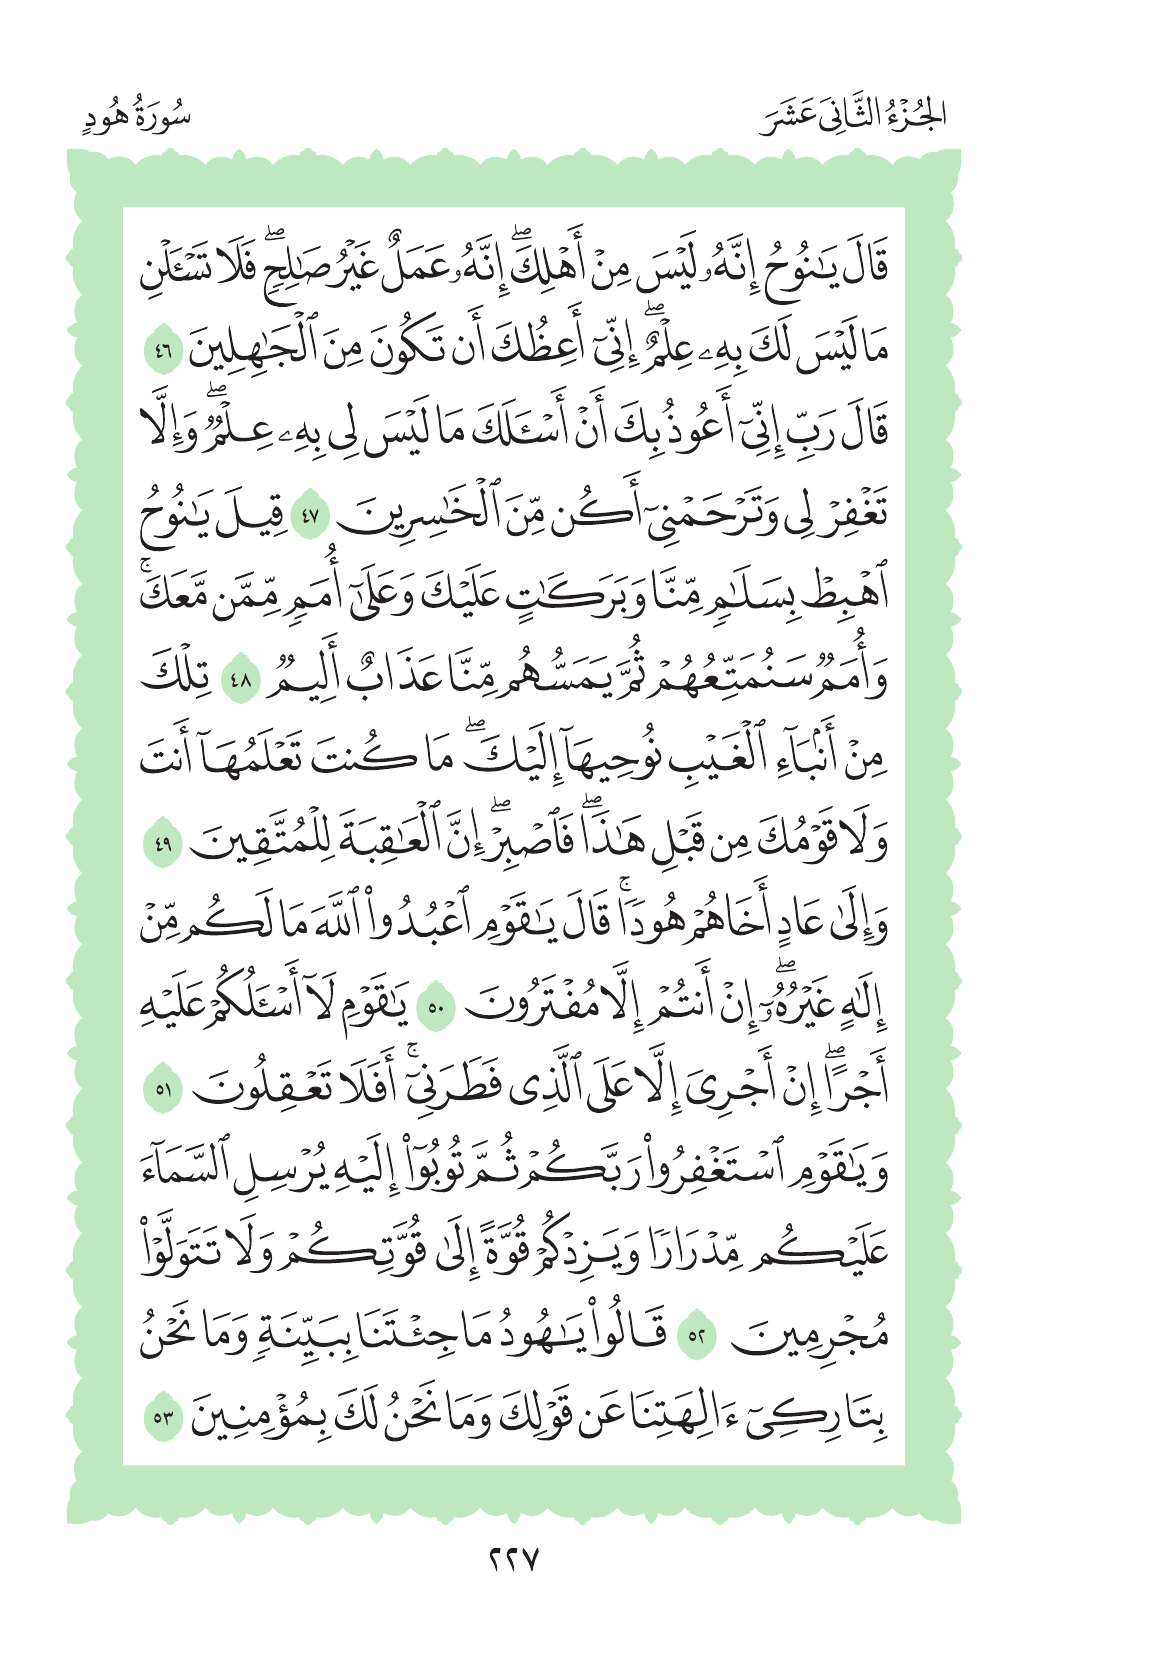 الجُزْءُ الثَّانِىَ عَشَرَ
سُورَةُ هُودٍ
قَالَ يَٰنُوحُ إِنَّهُۥ لَيْسَ مِنْ أَهْلِكَ ۖ إِنَّهُۥ عَمَلٌ غَيْرُ صَٰلِحٍ ۖ فَلَا تَسْـَٔلْنِ
مَا لَيْسَ لَكَ بِهِۦ عِلْمٌ ۖ إِنِّىٓ أَعِظُكَ أَن تَكُونَ مِنَ ٱلْجَٰهِلِينَ ٤٦
قَالَ رَبِّ إِنِّىٓ أَعُوذُ بِكَ أَنْ أَسْـَٔلَكَ مَا لَيْسَ لِى بِهِۦ عِلْمٌ ۖ وَإِلَّا
تَغْفِرْ لِى وَتَرْحَمْنِىٓ أَكُن مِّنَ ٱلْخَٰسِرِينَ ٤٧ قِيلَ يَٰنُوحُ
ٱهْبِطْ بِسَلَٰمٍ مِّنَّا وَبَرَكَٰتٍ عَلَيْكَ وَعَلَىٰٓ أُمَمٍ مِّمَّن مَّعَكَ ۚ
وَأُمَمٌ سَنُمَتِّعُهُمْ ثُمَّ يَمَسُّهُم مِّنَّا عَذَابٌ أَلِيمٌ ٤٨ تِلْكَ
مِنْ أَنۢبَآءِ ٱلْغَيْبِ نُوحِيهَآ إِلَيْكَ ۖ مَا كُنتَ تَعْلَمُهَآ أَنتَ
وَلَا قَوْمُكَ مِن قَبْلِ هَٰذَا ۖ فَٱصْبِرْ ۖ إِنَّ ٱلْعَٰقِبَةَ لِلْمُتَّقِينَ ٤٩
وَإِلَىٰ عَادٍ أَخَاهُمْ هُودًا ۚ قَالَ يَٰقَوْمِ ٱعْبُدُوا۟ ٱللَّهَ مَا لَكُم مِّنْ
إِلَٰهٍ غَيْرُهُۥٓ ۖ إِنْ أَنتُمْ إِلَّا مُفْتَرُونَ ٥٠ يَٰقَوْمِ لَآ أَسْـَٔلُكُمْ عَلَيْهِ
أَجْرًا ۖ إِنْ أَجْرِىَ إِلَّا عَلَى ٱلَّذِى فَطَرَنِىٓ ۚ أَفَلَا تَعْقِلُونَ ٥١
وَيَٰقَوْمِ ٱسْتَغْفِرُوا۟ رَبَّكُمْ ثُمَّ تُوبُوٓا۟ إِلَيْهِ يُرْسِلِ ٱلسَّمَآءَ
عَلَيْكُم مِّدْرَارًا وَيَزِدْكُمْ قُوَّةً إِلَىٰ قُوَّتِكُمْ وَلَا تَتَوَلَّوْا۟
مُجْرِمِينَ ٥٢ قَالُوا۟ يَٰهُودُ مَا جِئْتَنَا بِبَيِّنَةٍ وَمَا نَحْنُ
بِتَارِكِىٓ ءَالِهَتِنَا عَن قَوْلِكَ وَمَا نَحْنُ لَكَ بِمُؤْمِنِينَ ٥٣
٢٢٧